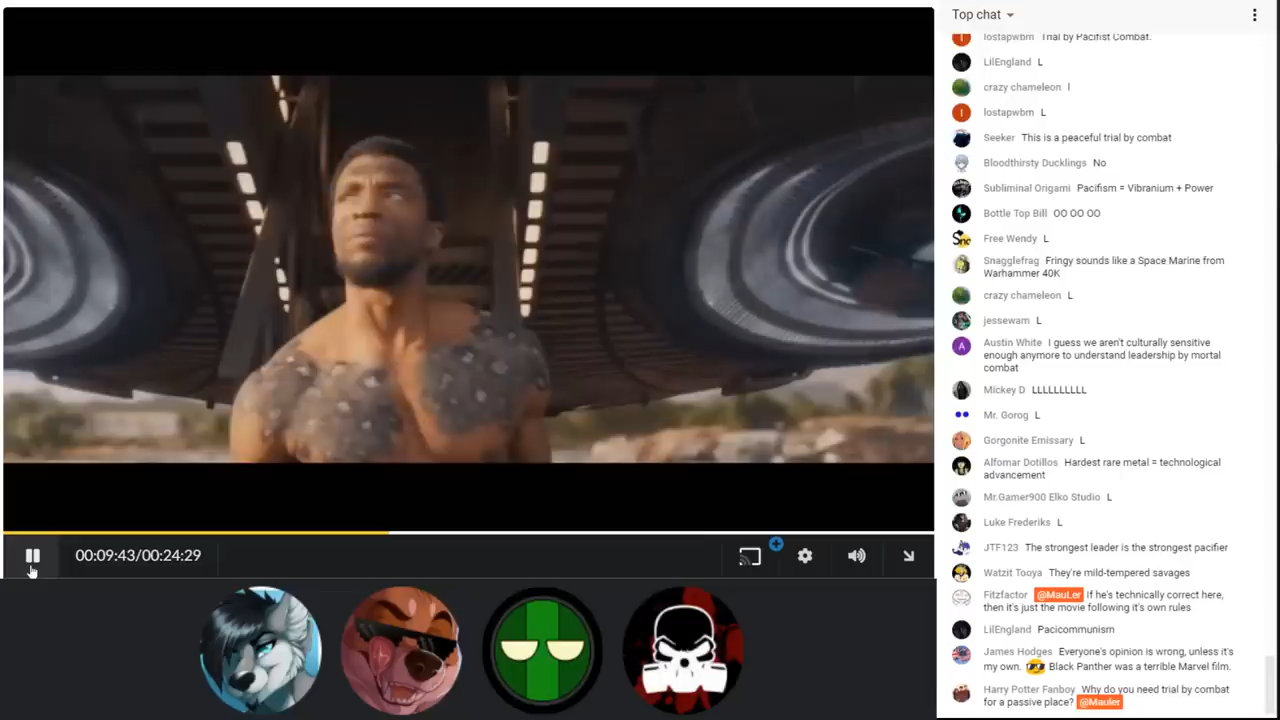 Top chat
lostapwbm Trial by Pacifist Combat.
LilEngland L
crazy chameleon l
lostapwbm L
Seeker This is a peaceful trial by combat
Bloodthirsty Ducklings No
Subliminal Origami Pacifism = Vibranium + Power
Bottle Top Bill OO OO OO
Free Wendy L
Snagglefrag Fringy sounds like a Space Marine from
Warhammer 40K
crazy chameleon L
jessewam L
Austin White I guess we aren't culturally sensitive
enough anymore to understand leadership by mortal
combat
Mickey D LLLLLLLLLL
Mr. Gorog L
Gorgonite Emissary L
Alfomar Dotillos Hardest rare metal = technological
advancement
Mr.Gamer900 Elko Studio L
Luke Frederiks L
JTF123 The strongest leader is the strongest pacifier
Watzit Tooya They're mild-tempered savages
Fitzfactor @MauLer If he's technically correct here,
then it's just the movie following it's own rules
LilEngland Pacicommunism
James Hodges Everyone's opinion is wrong, unless it's
my own. Black Panther was a terrible Marvel film.
Harry Potter Fanboy Why do you need trial by combat
for a passive place? @Mauler
00:09:43/00:24:29